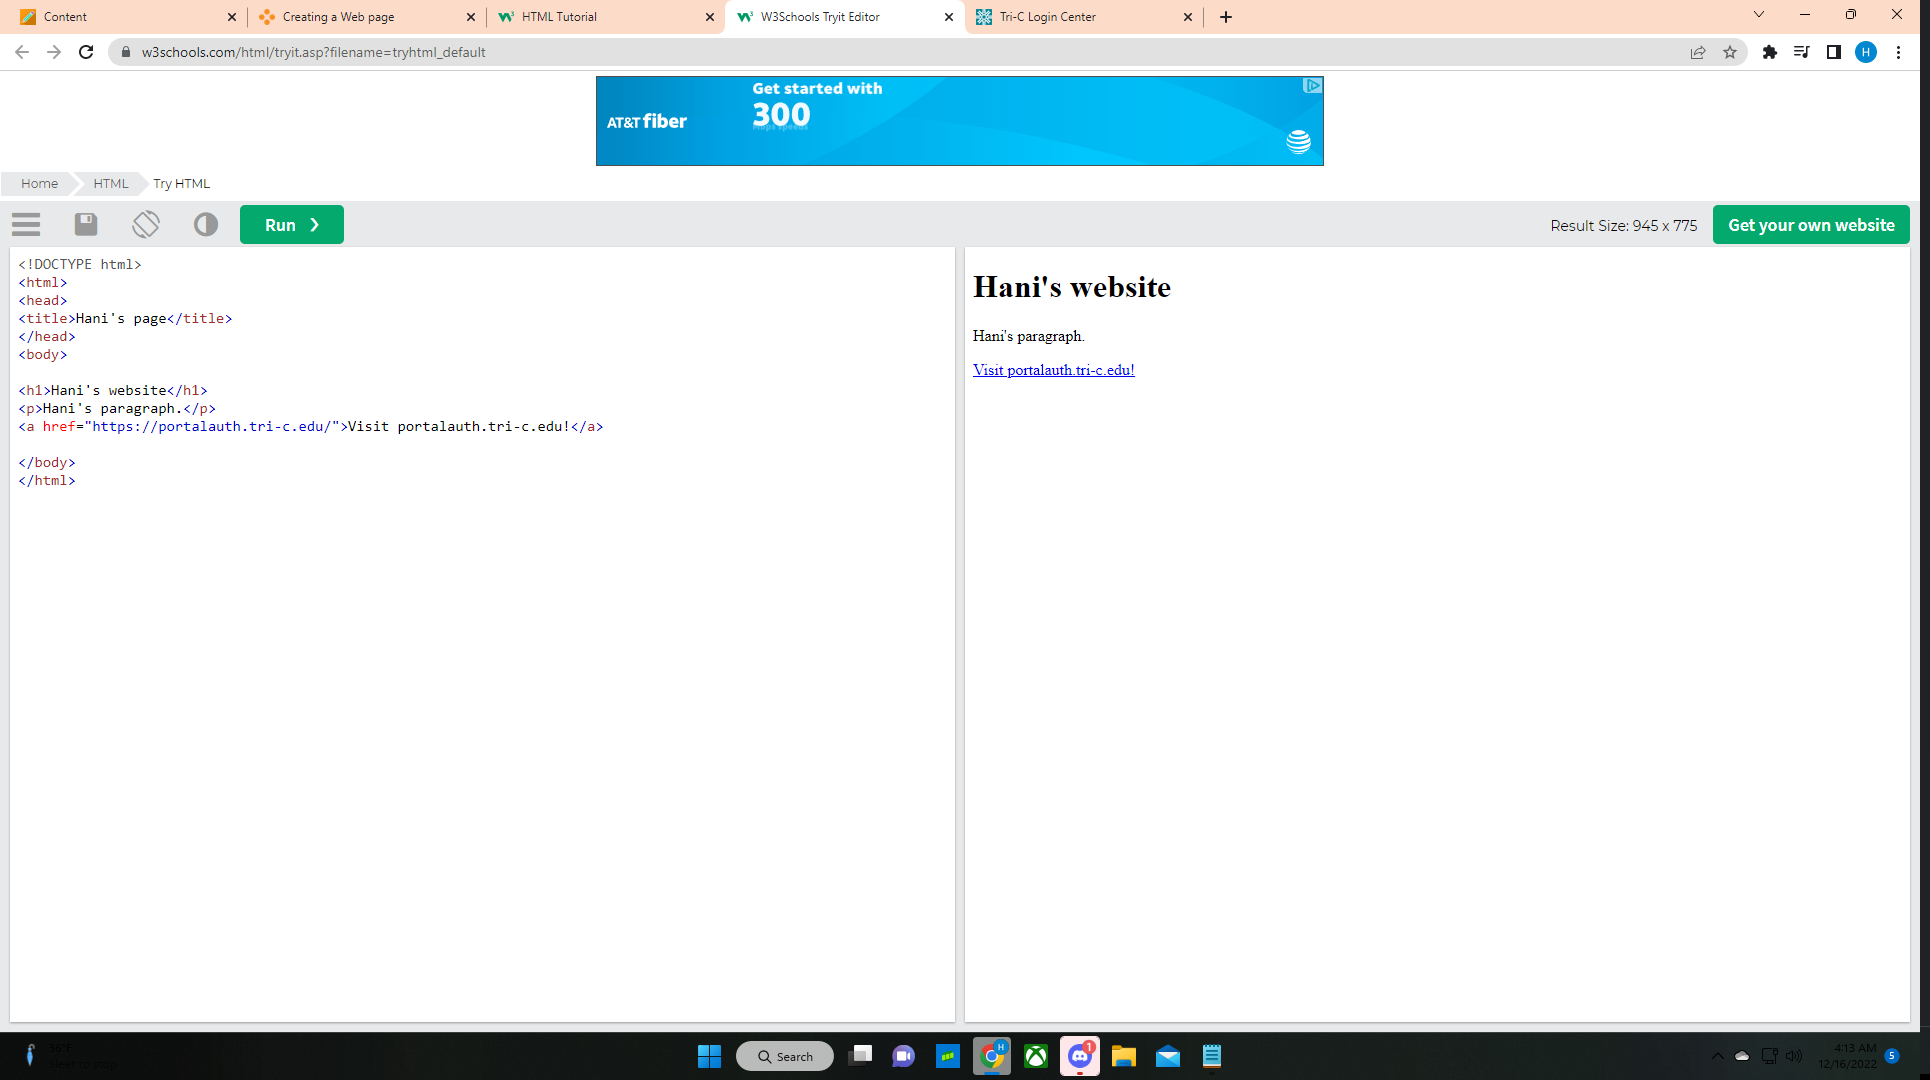 Content
Creating a Web page
HTML Tutorial
W3Schools Tryit Editor
Tri-C Login Center
w3schools.com/html/tryit.asp?filename=tryhtml_default
H
Get started with
AT&T fiber
300
Mbps speeds
Home
HTML
Try HTML
Run ❯
Result Size: 945 x 775
Get your own website
<!DOCTYPE html>
<html>
<head>
<title>Hani's page</title>
</head>
<body>
<h1>Hani's website</h1>
<p>Hani's paragraph.</p>
<a href="https://portalauth.tri-c.edu/">Visit portalauth.tri-c.edu!</a>
</body>
</html>
Hani's website
Hani's paragraph.
Visit portalauth.tri-c.edu!
Search
H
1
4:13 AM
12/16/2022
5